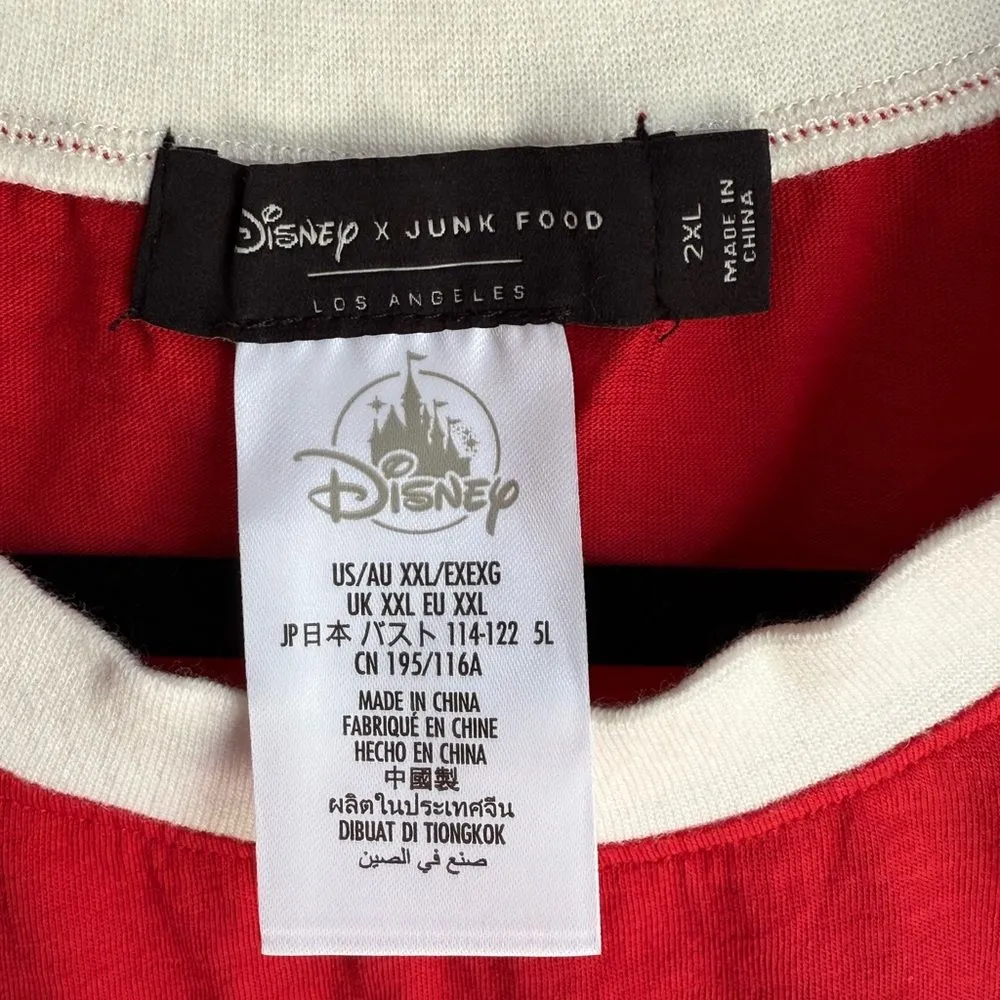 Disney X JUNK FOOD
LOS ANGELES
2XL
MADE IN
CHINA
Disney
US/AU XXL/EXEXG
UK XXL EU XXL
JP日本 バスト 114-122 5L
CN 195/116A
MADE IN CHINA
FABRIQUÉ EN CHINE
HECHO EN CHINA
中國製
ผลิตในประเทศจีน
DIBUAT DI TIONGKOK
صنع في الصين